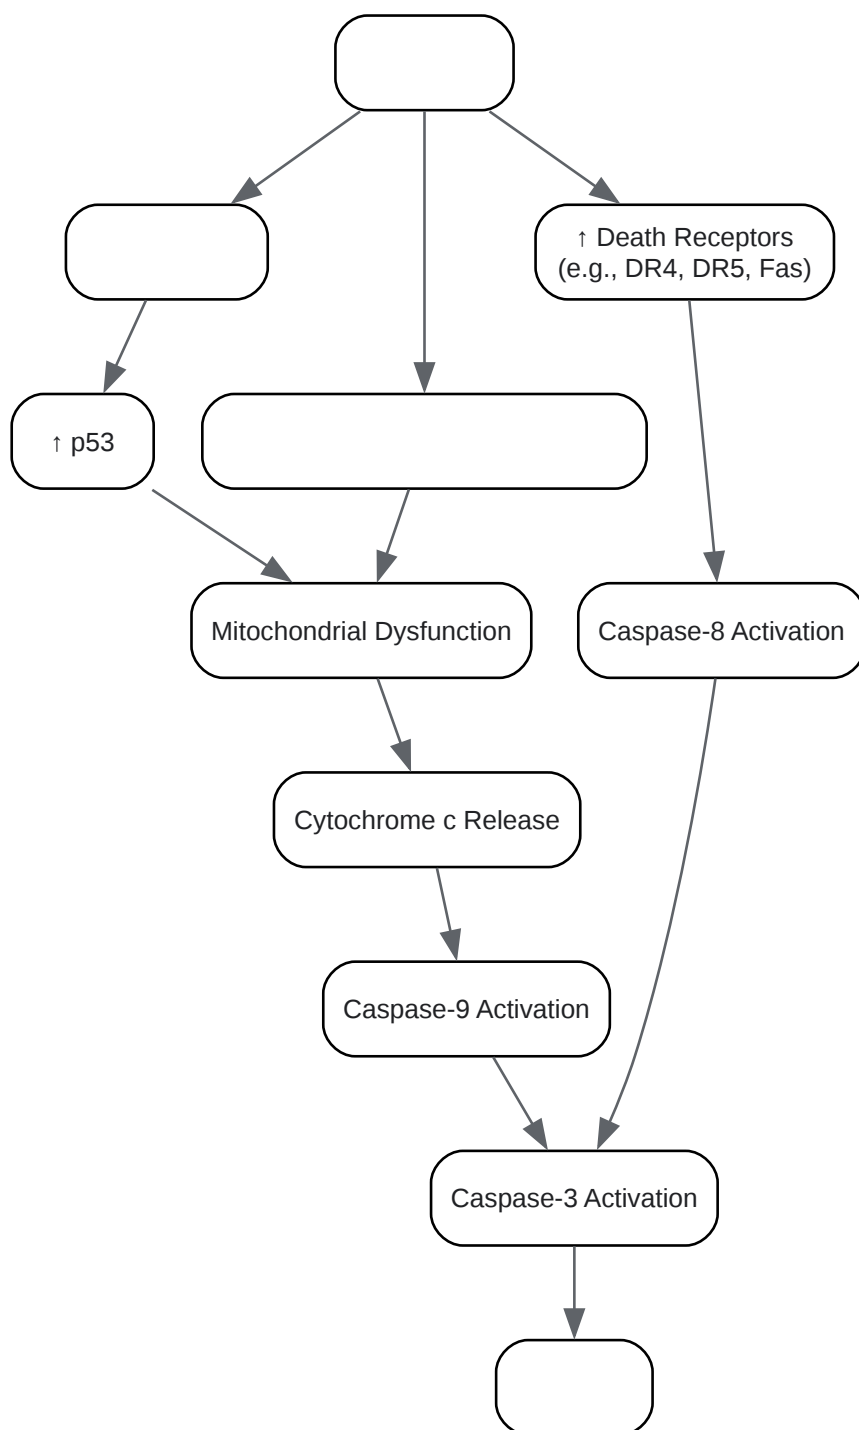 ↑ Death Receptors
(e.g., DR4, DR5, Fas)
↑ p53
Mitochondrial Dysfunction
Caspase-8 Activation
Cytochrome c Release
Caspase-9 Activation
Caspase-3 Activation